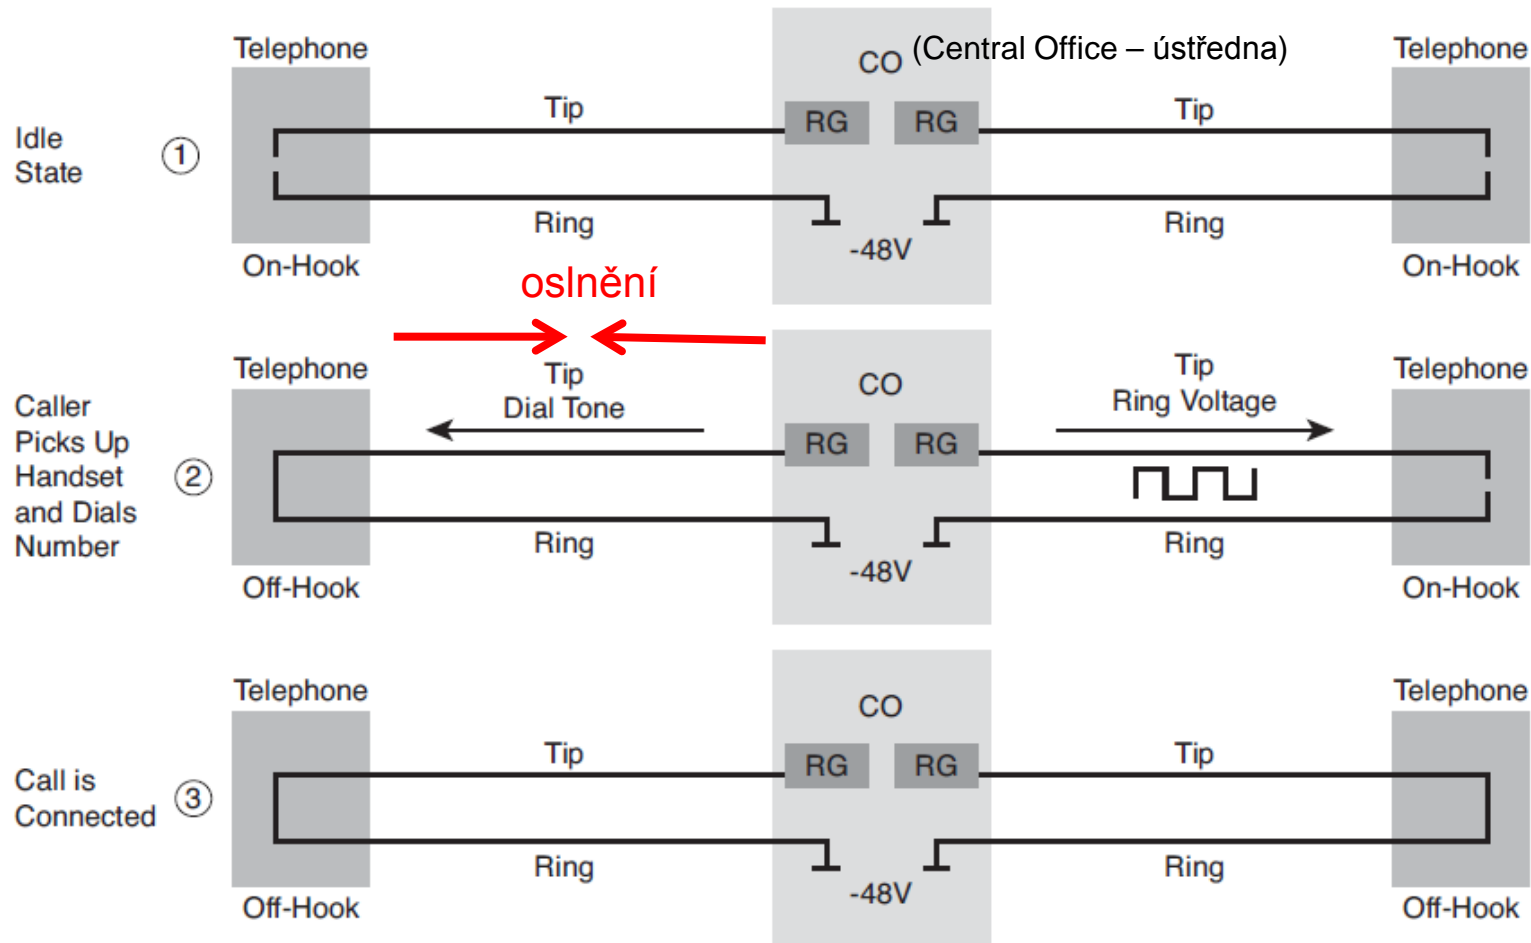 Telephone
CO
(Central Office – ústředna)
Telephone
Idle
State
1
Tip
RG
RG
Tip
Ring
-48V
Ring
On-Hook
On-Hook
oslnění
Telephone
Tip
Dial Tone
CO
Tip
Ring Voltage
Telephone
Caller
Picks Up
Handset
and Dials
Number
2
RG
RG
Ring
-48V
Ring
Off-Hook
On-Hook
Telephone
CO
Telephone
Call is
Connected
3
Tip
RG
RG
Tip
Ring
-48V
Ring
Off-Hook
Off-Hook